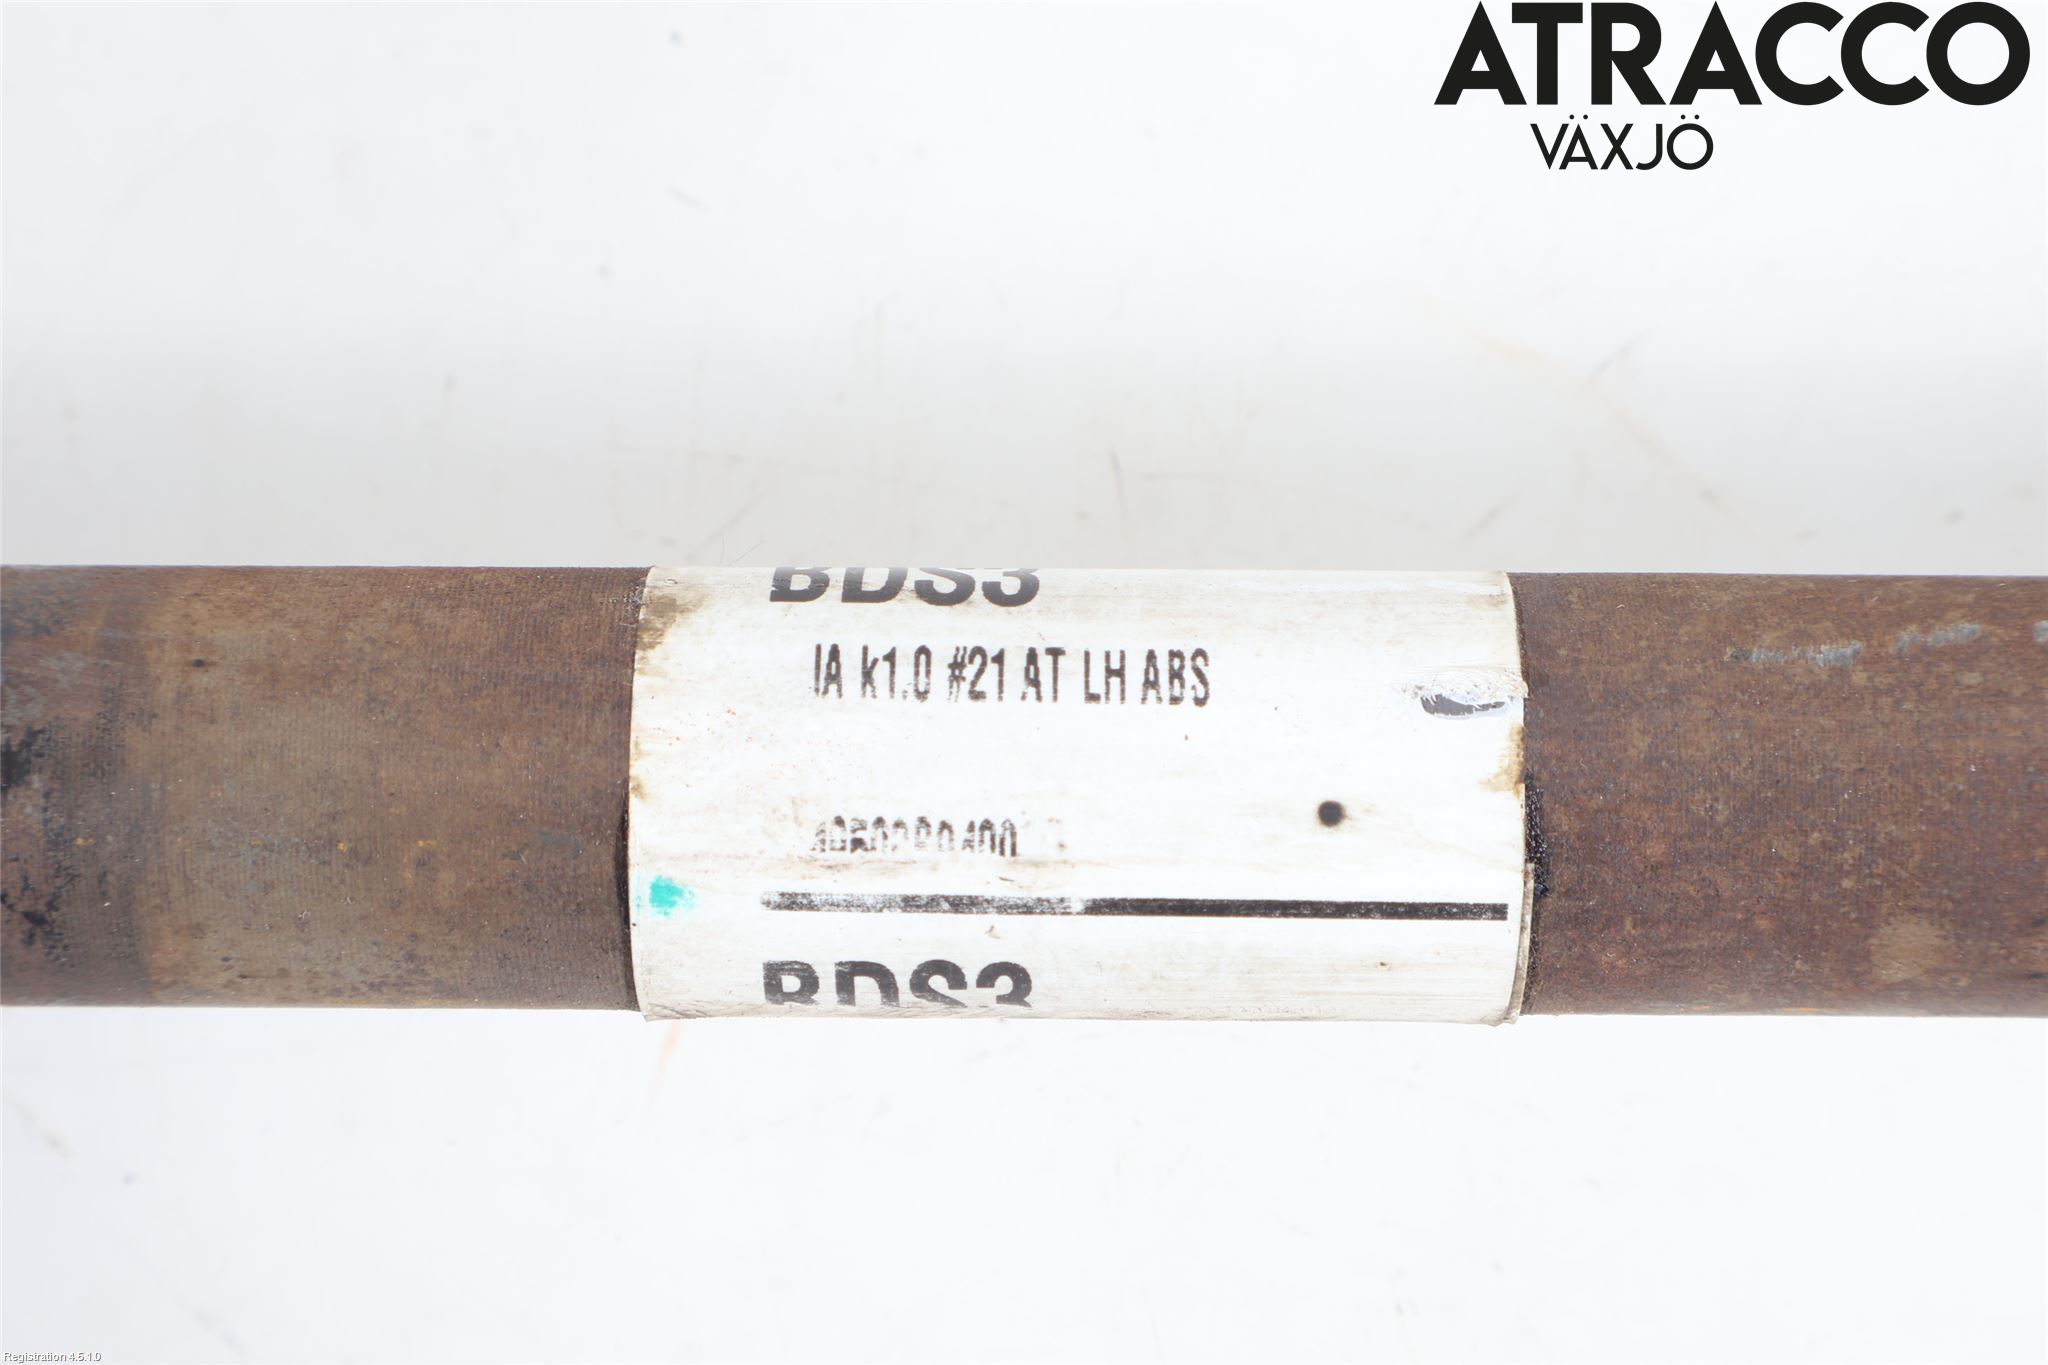 ATRACCO
VÄXJÖ
BDS3
IA k1.0 #21 AT LH ABS
BDS3
Registration 4.5.1.0